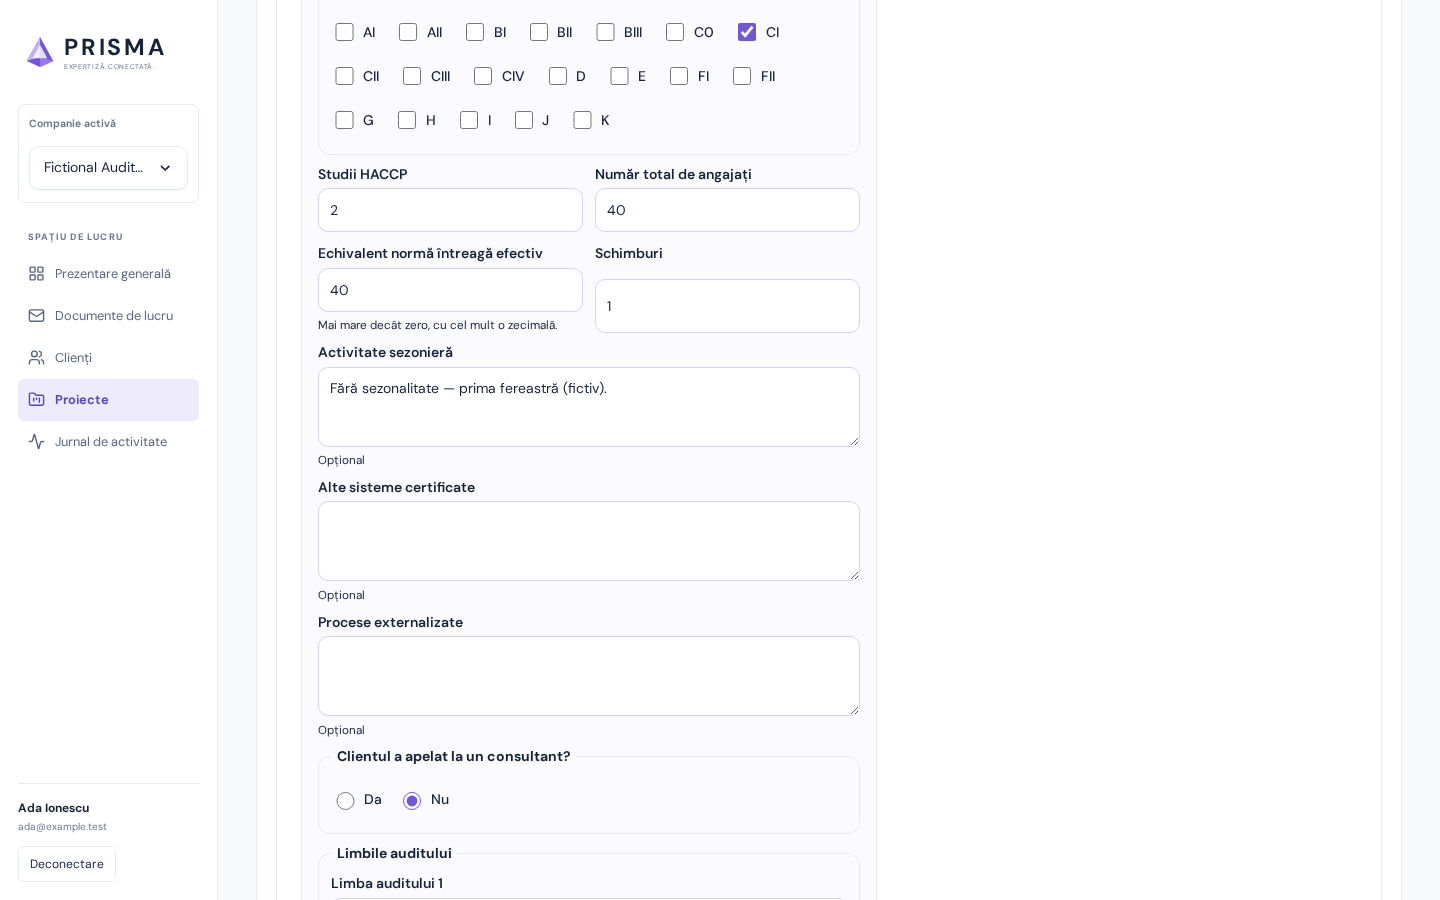 PRISMA
EXPERTIZĂ CONECTATĂ.
Companie activă
Fictional Audit...
SPAȚIU DE LUCRU
Prezentare generală
Documente de lucru
Clienți
Proiecte
Jurnal de activitate
Ada Ionescu
ada@example.test
Deconectare
AI AII BI BII BIII C0 CI
CII CIII CIV D E FI FII
G H I J K
Studii HACCP
2
Număr total de angajați
40
Echivalent normă întreagă efectiv
40
Mai mare decât zero, cu cel mult o zecimală.
Schimburi
1
Activitate sezonieră
Fără sezonalitate — prima fereastră (fictiv).
Opțional
Alte sisteme certificate
Opțional
Procese externalizate
Opțional
Clientul a apelat la un consultant?
Da Nu
Limbile auditului
Limba auditului 1